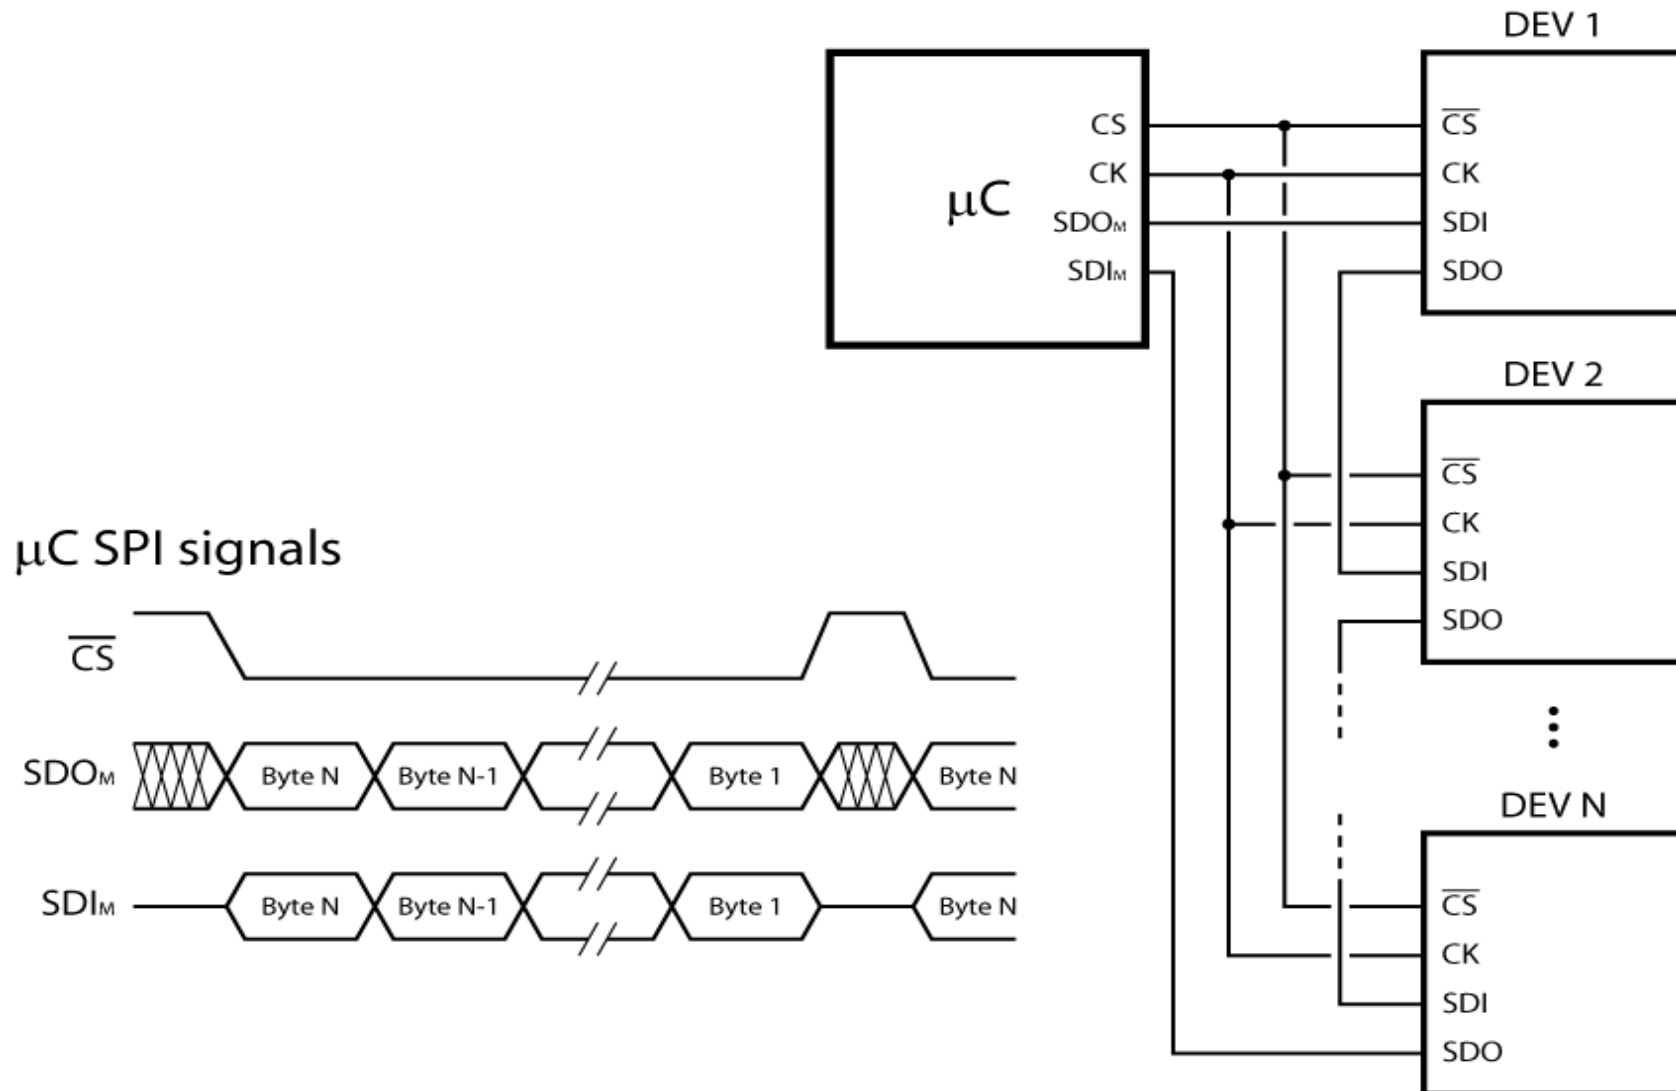 DEV 1
CS
CK
SDOM
SDIM
μC
CS
CK
SDI
SDO
DEV 2
CS
CK
SDI
SDO
DEV N
CS
CK
SDI
SDO
μC SPI signals
CS
SDOM
Byte N
Byte N-1
Byte 1
Byte N
SDIM
Byte N
Byte N-1
Byte 1
Byte N